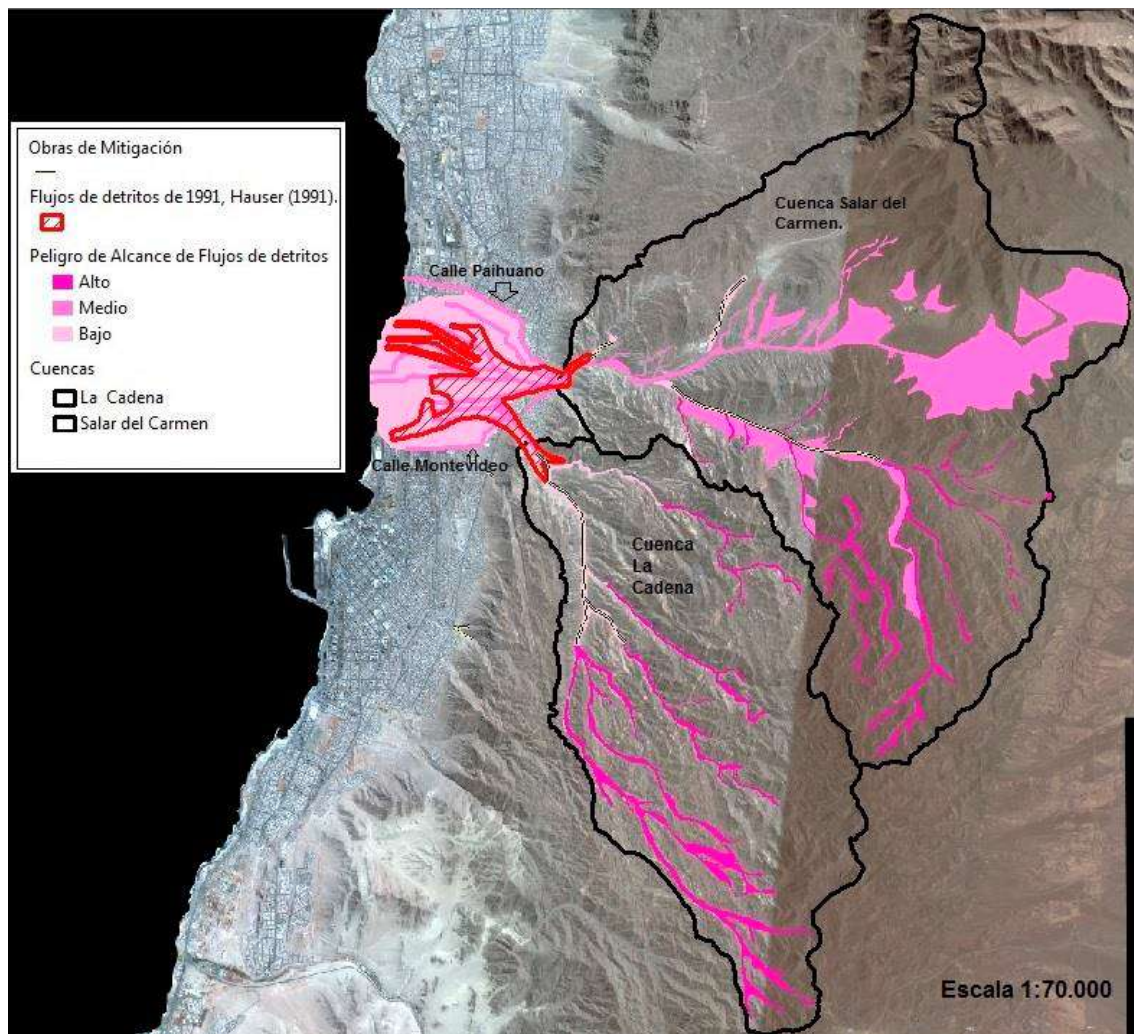 Obras de Mitigación
Flujos de detritos de 1991, Hauser (1991).
Peligro de Alcance de Flujos de detritos
Alto
Medio
Bajo
Cuencas
La Cadena
Salar del Carmen
Cuenca Salar del
Carmen.
Calle Paihuano
Calle Montevideo
Cuenca
La
Cadena
Escala 1:70.000